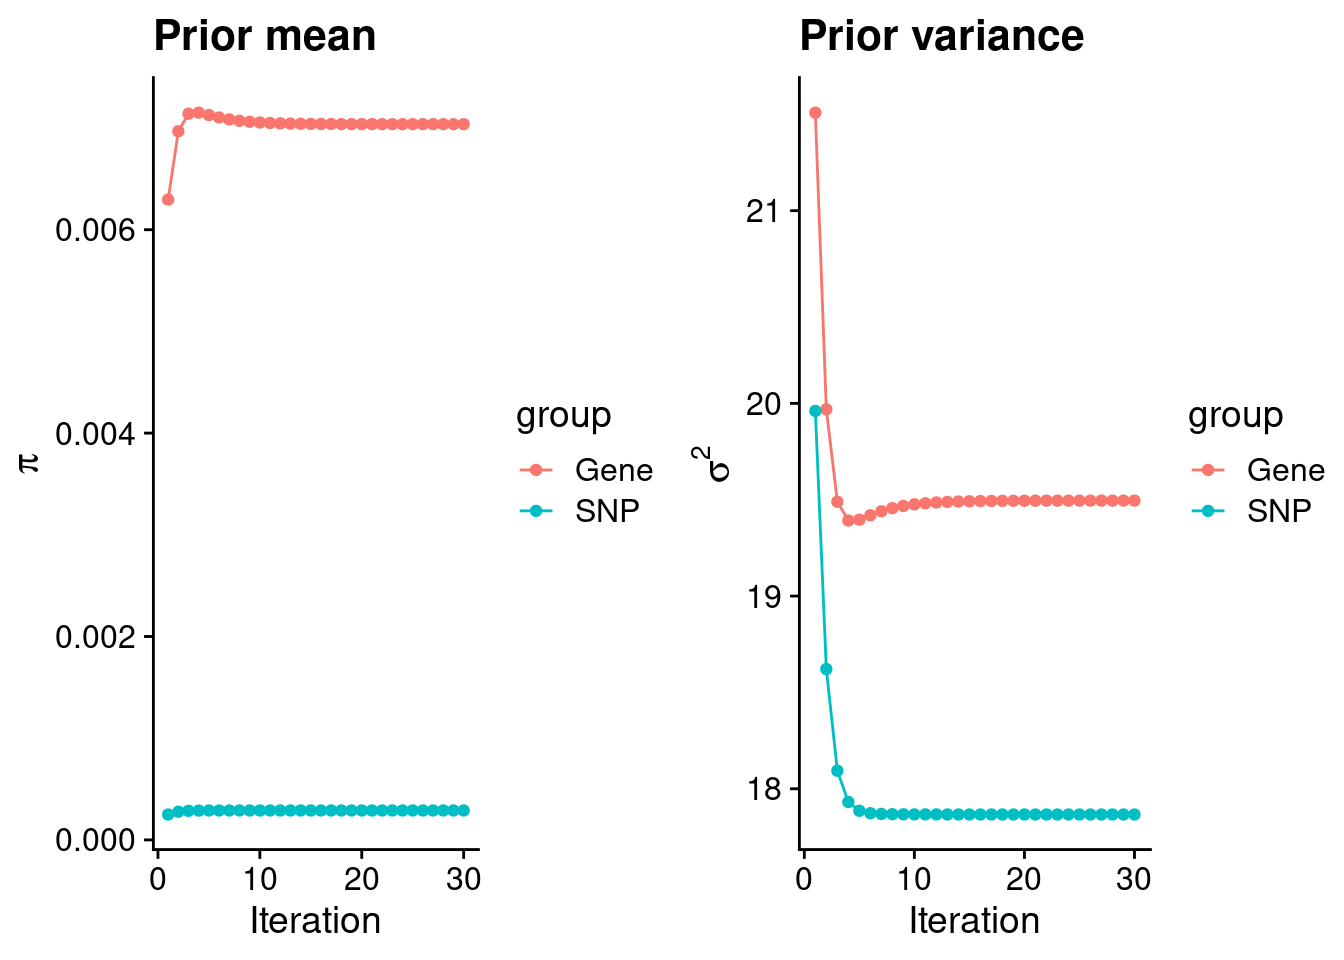 Prior mean
0.006
0.004
0.002
0.000
π
0
10
20
30
Iteration
group
Gene
SNP
Prior variance
21
20
19
18
σ²
0
10
20
30
Iteration
group
Gene
SNP